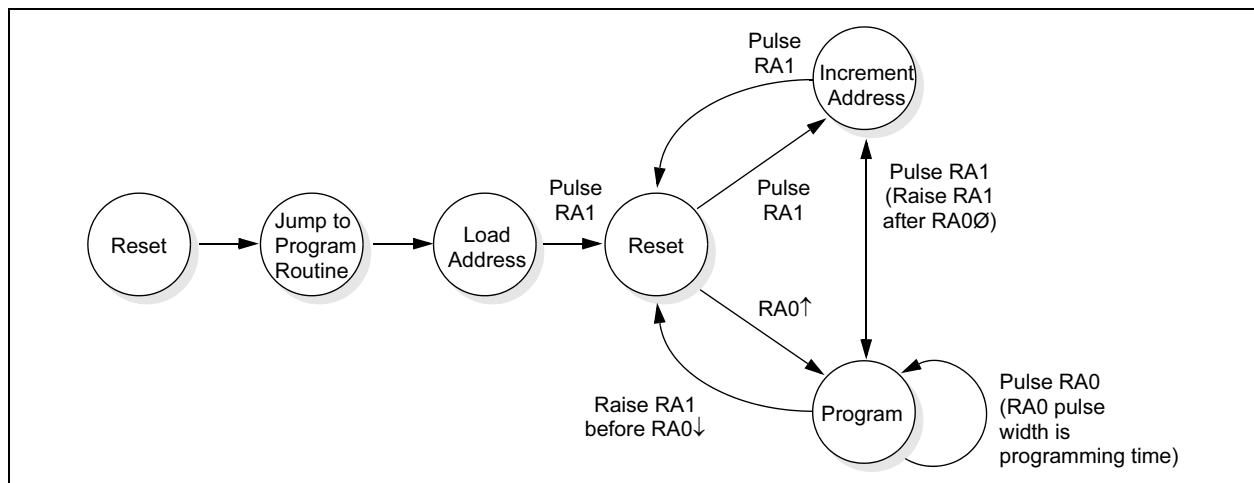 Pulse
RA1
Increment
Address
Pulse RA1
(Raise RA1
after RA0Ø)
Pulse
RA1
Pulse
RA1
Reset
Jump to
Program
Routine
Load
Address
Reset
RA0↑
Raise RA1
before RA0↓
Program
Pulse RA0
(RA0 pulse
width is
programming time)